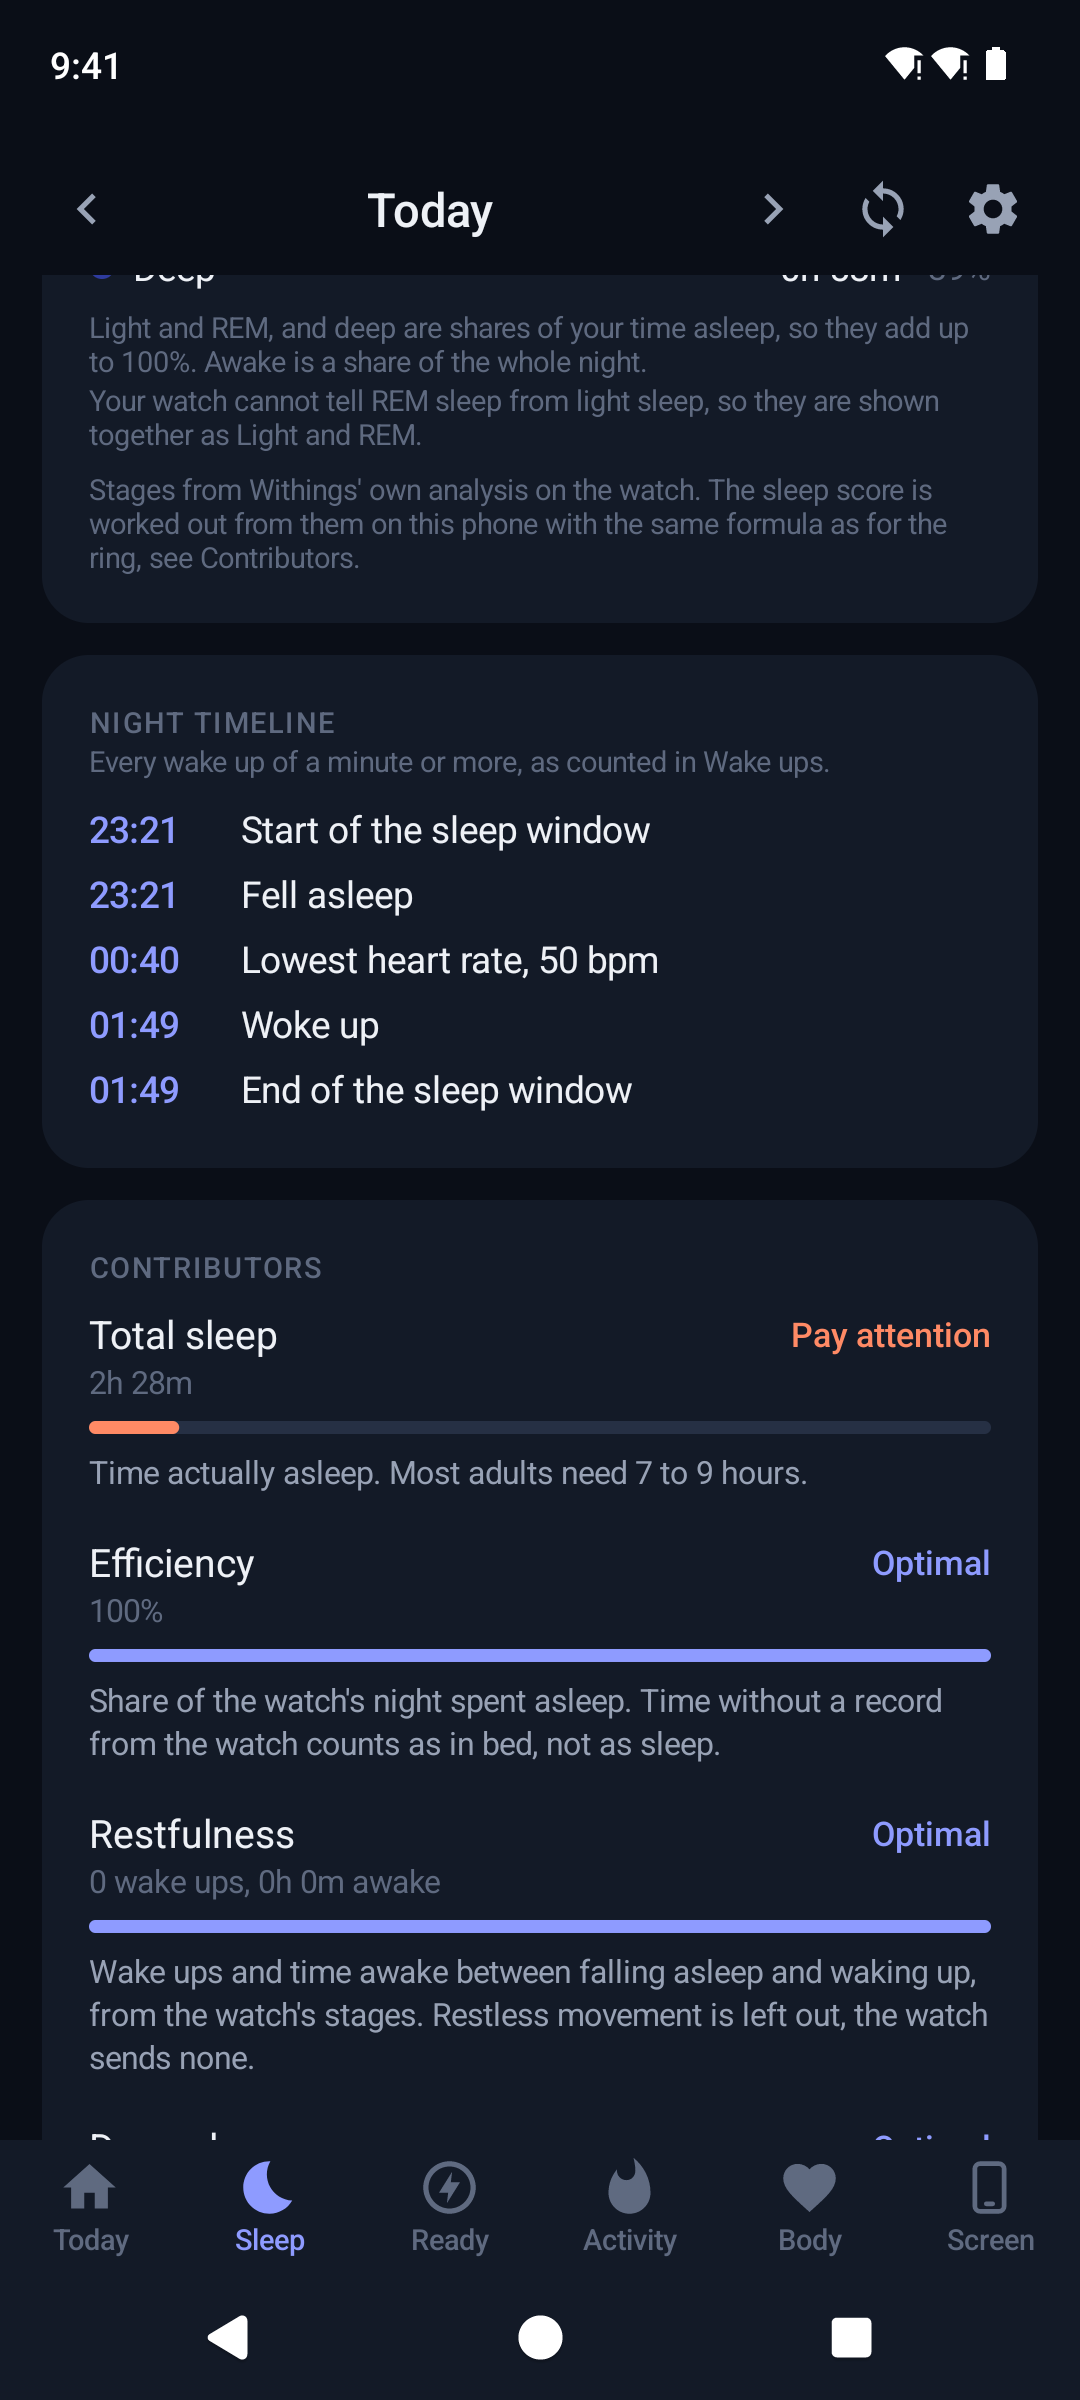 9:41
Today
Deep
Light and REM, and deep are shares of your time asleep, so they add up
to 100%. Awake is a share of the whole night.
Your watch cannot tell REM sleep from light sleep, so they are shown
together as Light and REM.
Stages from Withings' own analysis on the watch. The sleep score is
worked out from them on this phone with the same formula as for the
ring, see Contributors.
NIGHT TIMELINE
Every wake up of a minute or more, as counted in Wake ups.
23:21 Start of the sleep window
23:21 Fell asleep
00:40 Lowest heart rate, 50 bpm
01:49 Woke up
01:49 End of the sleep window
CONTRIBUTORS
Total sleep Pay attention
2h 28m
Time actually asleep. Most adults need 7 to 9 hours.
Efficiency Optimal
100%
Share of the watch's night spent asleep. Time without a record
from the watch counts as in bed, not as sleep.
Restfulness Optimal
0 wake ups, 0h 0m awake
Wake ups and time awake between falling asleep and waking up,
from the watch's stages. Restless movement is left out, the watch
sends none.
Today Sleep Ready Activity Body Screen